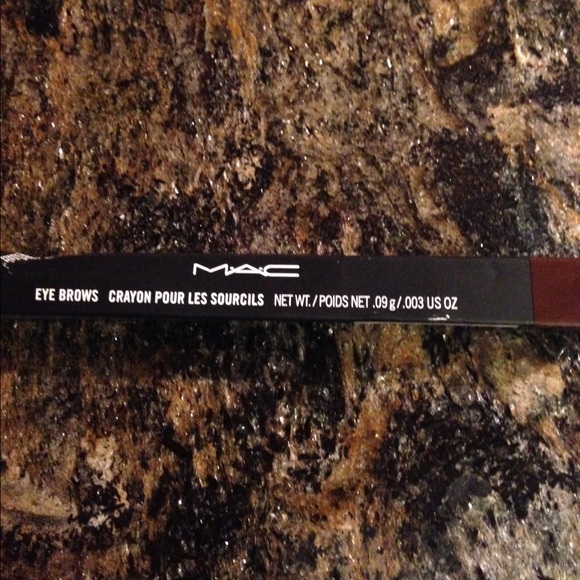 M·A·C
EYE BROWS CRAYON POUR LES SOURCILS NET WT./POIDS NET .09 g/.003 US OZ